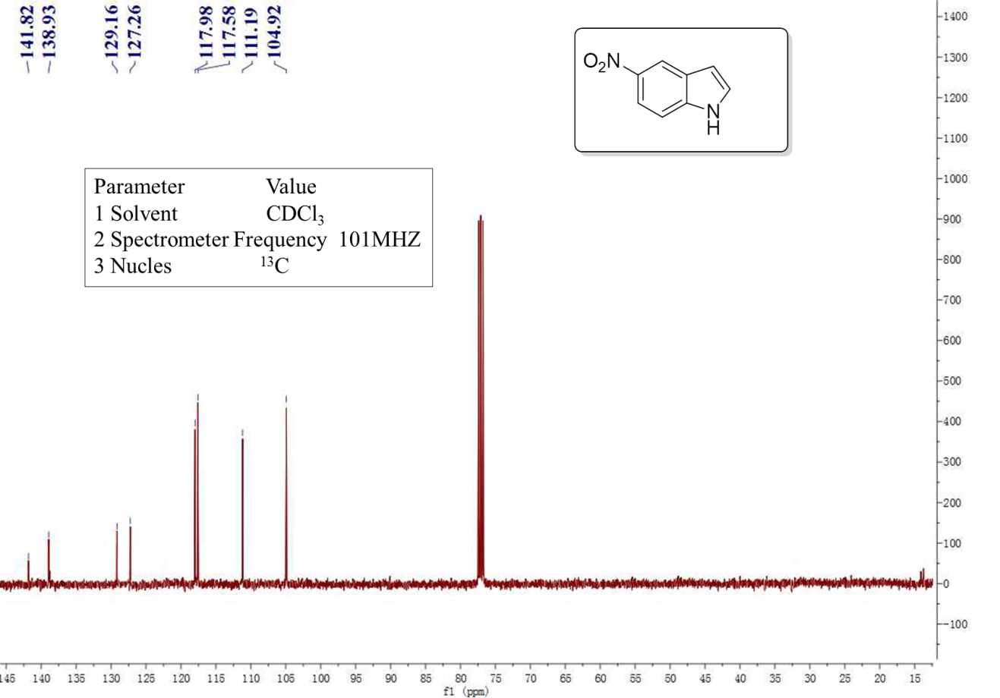 141.82
138.93
129.16
127.26
117.98
117.58
111.19
104.92
O2N
N
H
Parameter Value
1 Solvent CDCl3
2 Spectrometer Frequency 101MHZ
3 Nucles 13C
1400
1300
1200
1100
1000
900
800
700
600
500
400
300
200
100
0
-100
145 140 135 130 125 120 115 110 105 100 95 90 85 80 75 70 65 60 55 50 45 40 35 30 25 20 15
f1 (ppm)